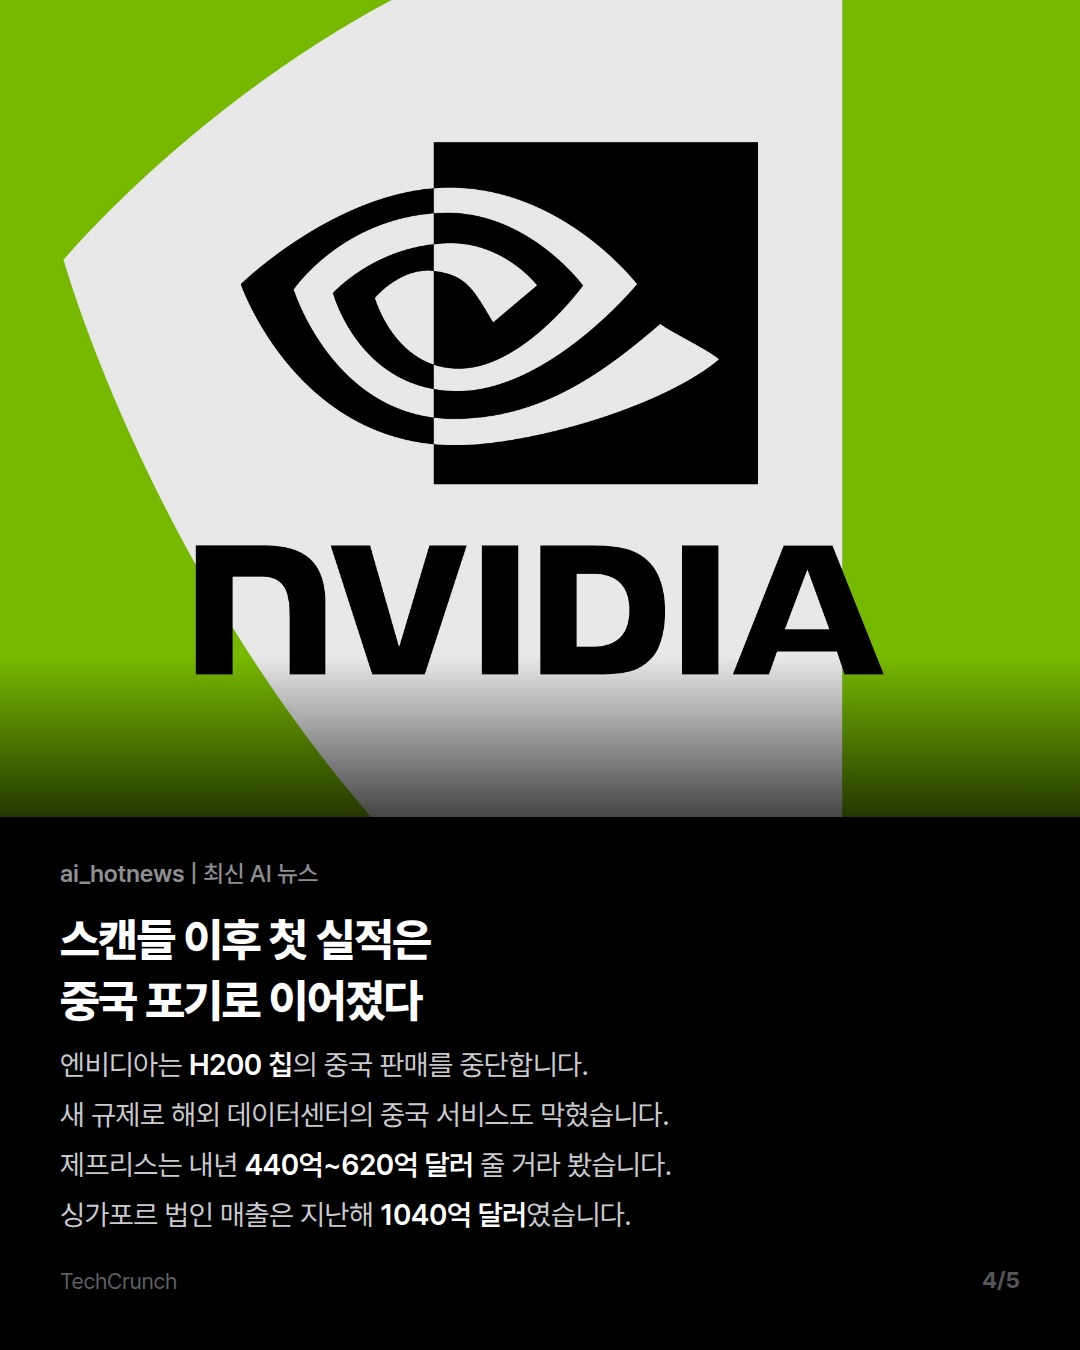 NVIDIA
ai_hotnews | 최신 AI 뉴스
스캔들 이후 첫 실적은
중국 포기로 이어졌다
엔비디아는 H200 칩의 중국 판매를 중단합니다.
새 규제로 해외 데이터센터의 중국 서비스도 막혔습니다.
제프리스는 내년 440억~620억 달러 줄 거라 봤습니다.
싱가포르 법인 매출은 지난해 1040억 달러였습니다.
TechCrunch
4/5